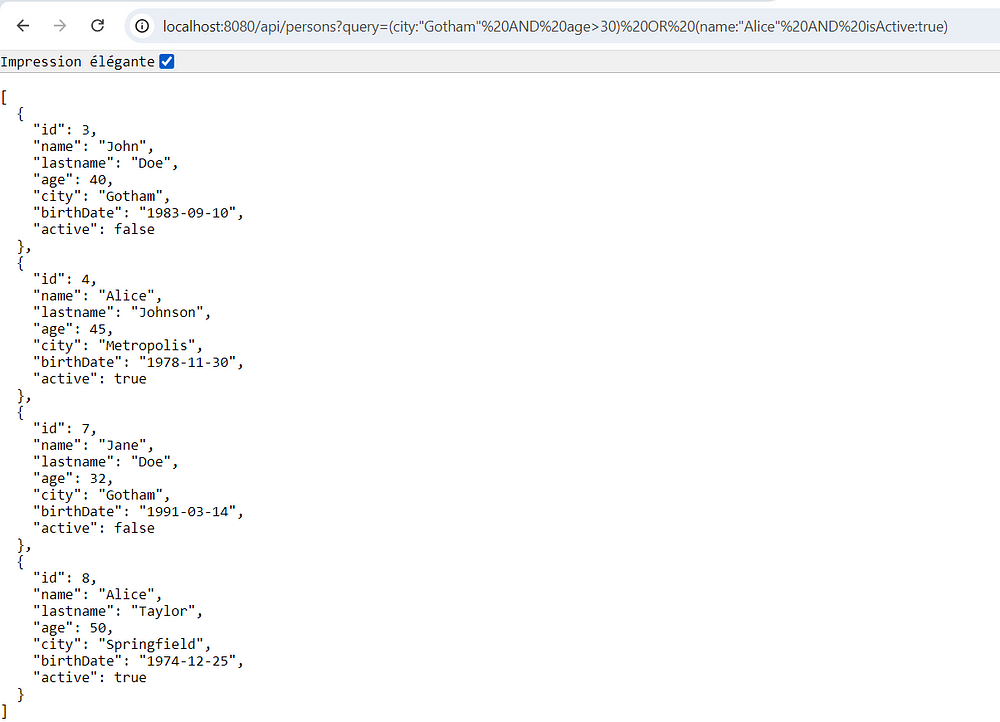 localhost:8080/api/persons?query=(city:"Gotham"%20AND%20age>30)%20OR%20(name:"Alice"%20AND%20isActive:true)
Impression élégante
[
  {
    "id": 3,
    "name": "John",
    "lastname": "Doe",
    "age": 40,
    "city": "Gotham",
    "birthDate": "1983-09-10",
    "active": false
  },
  {
    "id": 4,
    "name": "Alice",
    "lastname": "Johnson",
    "age": 45,
    "city": "Metropolis",
    "birthDate": "1978-11-30",
    "active": true
  },
  {
    "id": 7,
    "name": "Jane",
    "lastname": "Doe",
    "age": 32,
    "city": "Gotham",
    "birthDate": "1991-03-14",
    "active": false
  },
  {
    "id": 8,
    "name": "Alice",
    "lastname": "Taylor",
    "age": 50,
    "city": "Springfield",
    "birthDate": "1974-12-25",
    "active": true
  }
]